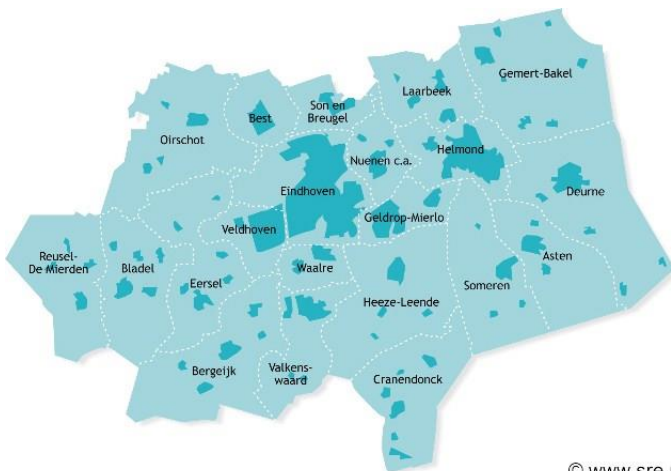 Gemert-Bakel
Laarbeek
Son en
Breugel
Best
Oirschot
Helmond
Nuenen c.a.
Eindhoven
Deurne
Geldrop-Mierlo
Veldhoven
Reusel-
De Mierden
Bladel
Waalre
Asten
Eersel
Someren
Heeze-Leende
Bergeijk
Valkens-
waard
Cranendonck
© www.sre